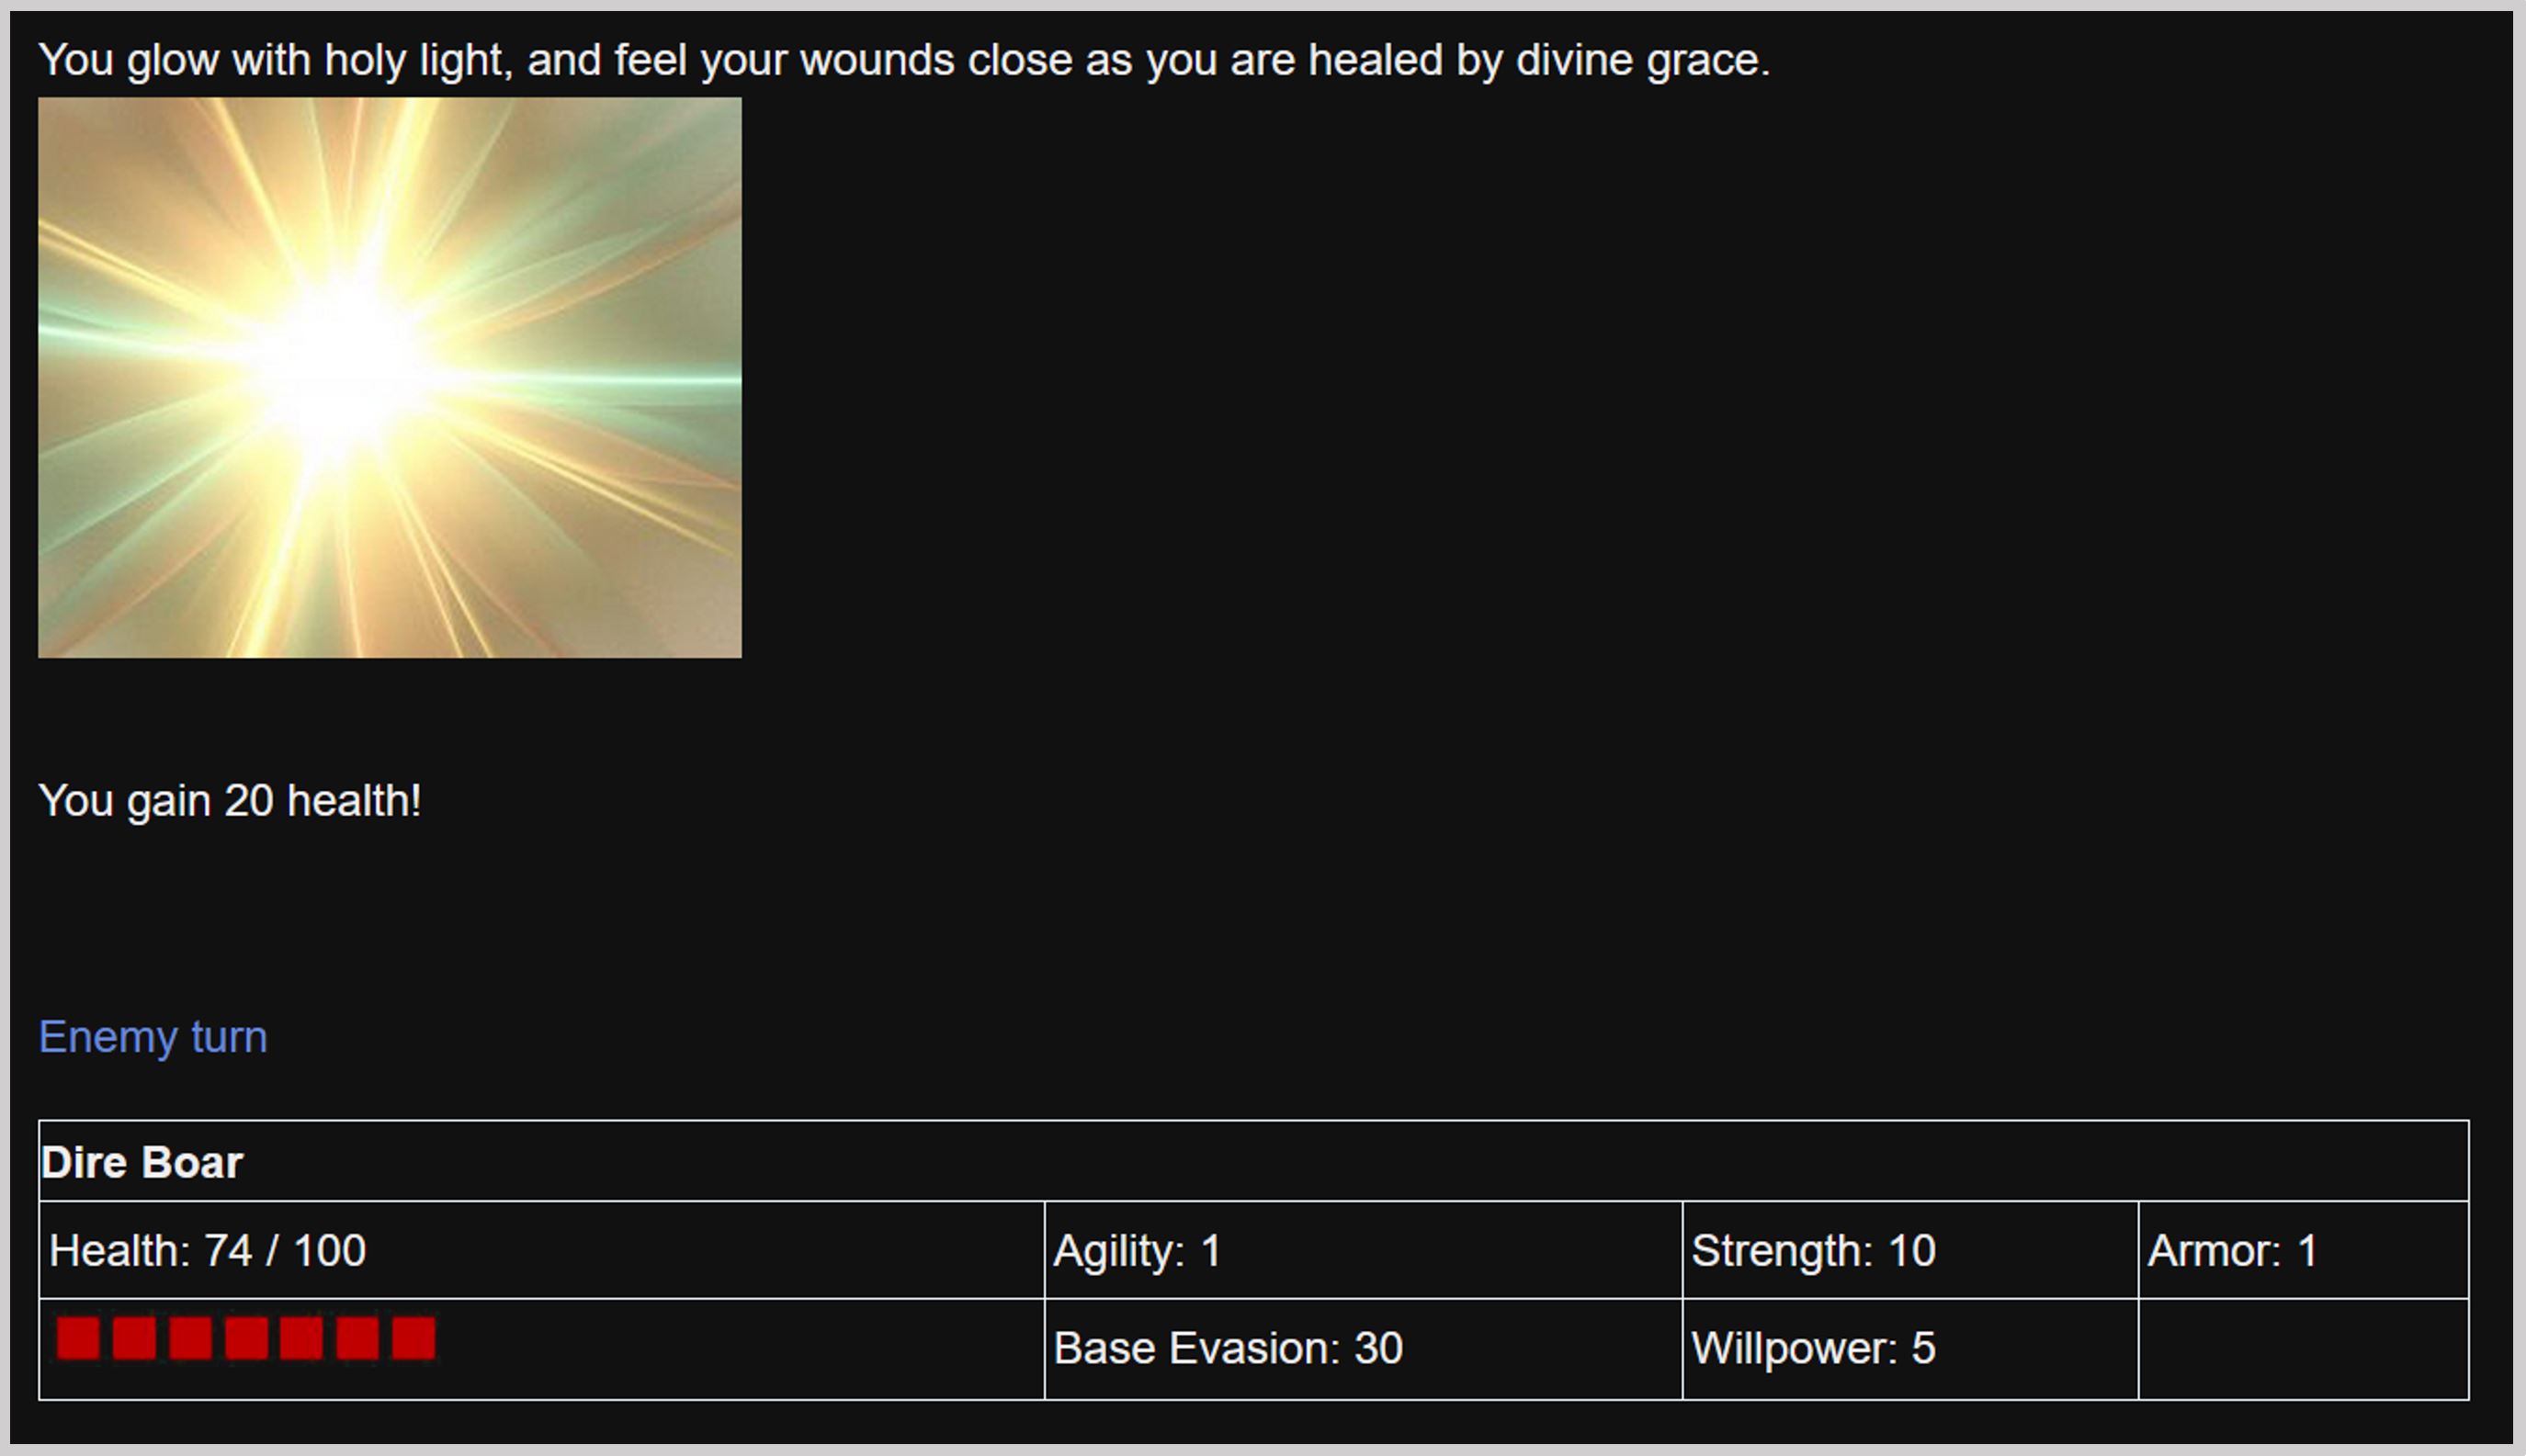 You glow with holy light, and feel your wounds close as you are healed by divine grace.
You gain 20 health!
Enemy turn
Dire Boar
Health: 74 / 100 Agility: 1 Strength: 10 Armor: 1
Base Evasion: 30 Willpower: 5